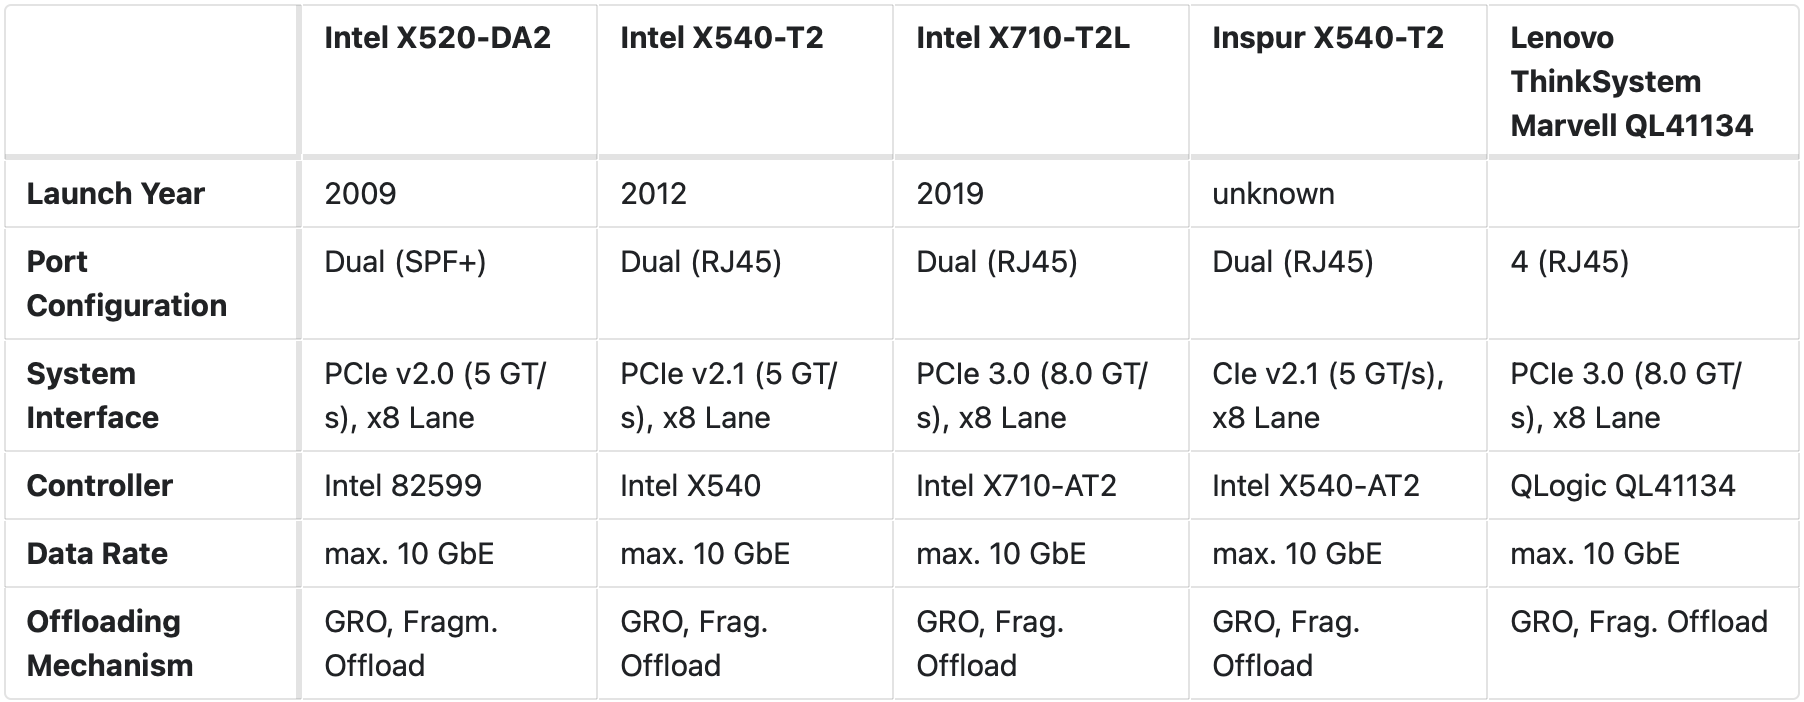 Intel X520-DA2
Intel X540-T2
Intel X710-T2L
Inspur X540-T2
Lenovo
ThinkSystem
Marvell QL41134
Launch Year
2009
2012
2019
unknown
Port
Configuration
Dual (SPF+)
Dual (RJ45)
Dual (RJ45)
Dual (RJ45)
4 (RJ45)
System
Interface
PCIe v2.0 (5 GT/
s), x8 Lane
PCIe v2.1 (5 GT/
s), x8 Lane
PCIe 3.0 (8.0 GT/
s), x8 Lane
CIe v2.1 (5 GT/s),
x8 Lane
PCIe 3.0 (8.0 GT/
s), x8 Lane
Controller
Intel 82599
Intel X540
Intel X710-AT2
Intel X540-AT2
QLogic QL41134
Data Rate
max. 10 GbE
max. 10 GbE
max. 10 GbE
max. 10 GbE
max. 10 GbE
Offloading
Mechanism
GRO, Fragm.
Offload
GRO, Frag.
Offload
GRO, Frag.
Offload
GRO, Frag.
Offload
GRO, Frag. Offload